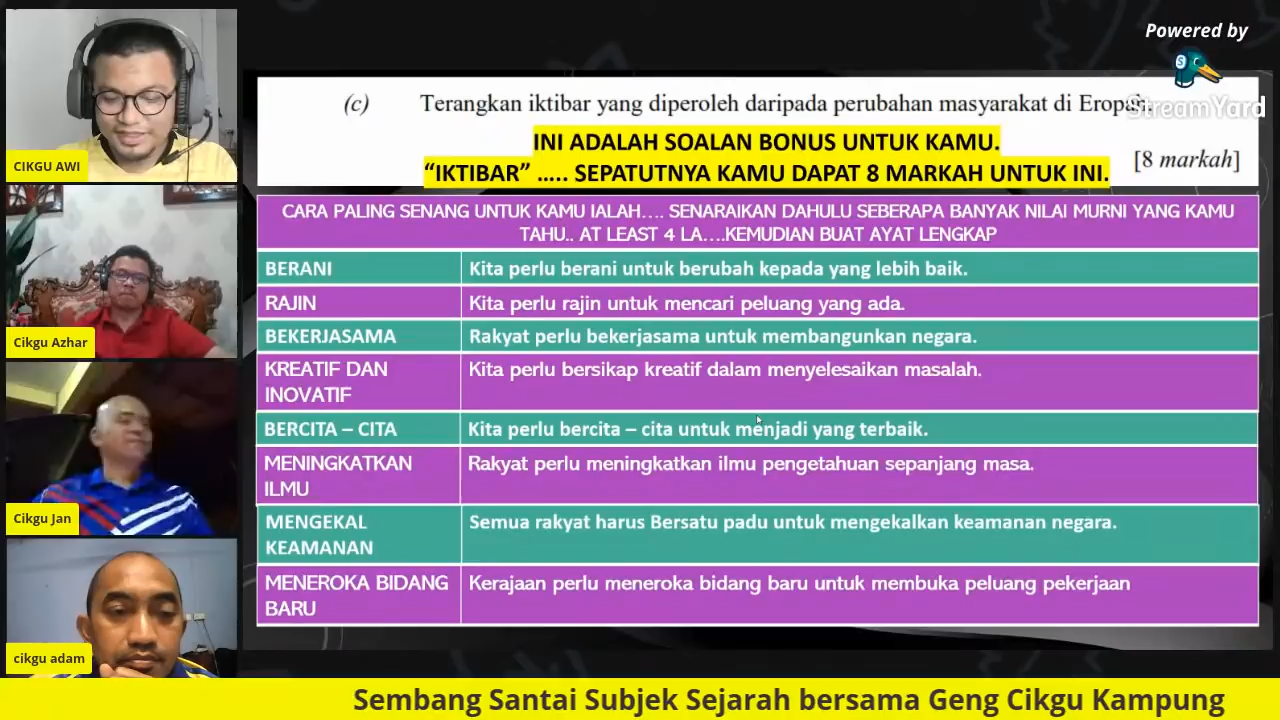 Powered by
StreamYard
(c) Terangkan iktibar yang diperoleh daripada perubahan masyarakat di Eropah.
INI ADALAH SOALAN BONUS UNTUK KAMU.
“IKTIBAR” ….. SEPATUTNYA KAMU DAPAT 8 MARKAH UNTUK INI.
[8 markah]
CARA PALING SENANG UNTUK KAMU IALAH…. SENARAIKAN DAHULU SEBERAPA BANYAK NILAI MURNI YANG KAMU
TAHU.. AT LEAST 4 LA….KEMUDIAN BUAT AYAT LENGKAP
BERANI
Kita perlu berani untuk berubah kepada yang lebih baik.
RAJIN
Kita perlu rajin untuk mencari peluang yang ada.
BEKERJASAMA
Rakyat perlu bekerjasama untuk membangunkan negara.
KREATIF DAN
INOVATIF
Kita perlu bersikap kreatif dalam menyelesaikan masalah.
BERCITA – CITA
Kita perlu bercita – cita untuk menjadi yang terbaik.
MENINGKATKAN
ILMU
Rakyat perlu meningkatkan ilmu pengetahuan sepanjang masa.
MENGEKAL
KEAMANAN
Semua rakyat harus Bersatu padu untuk mengekalkan keamanan negara.
MENEROKA BIDANG
BARU
Kerajaan perlu meneroka bidang baru untuk membuka peluang pekerjaan
CIKGU AWI
Cikgu Azhar
Cikgu Jan
cikgu adam
Sembang Santai Subjek Sejarah bersama Geng Cikgu Kampung